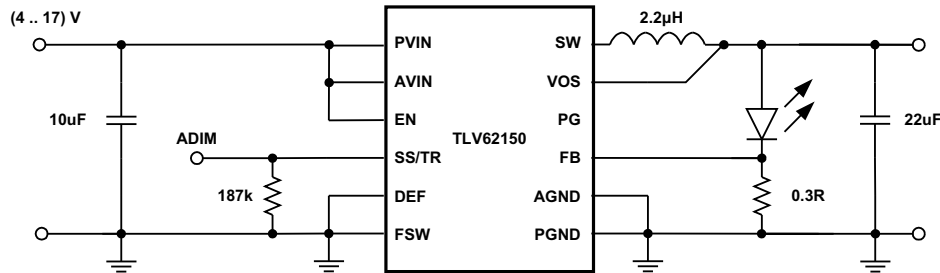 (4 .. 17) V
2.2µH
PVIN
SW
AVIN
VOS
10uF
EN
PG
22uF
TLV62150
ADIM
SS/TR
FB
187k
DEF
AGND
0.3R
FSW
PGND